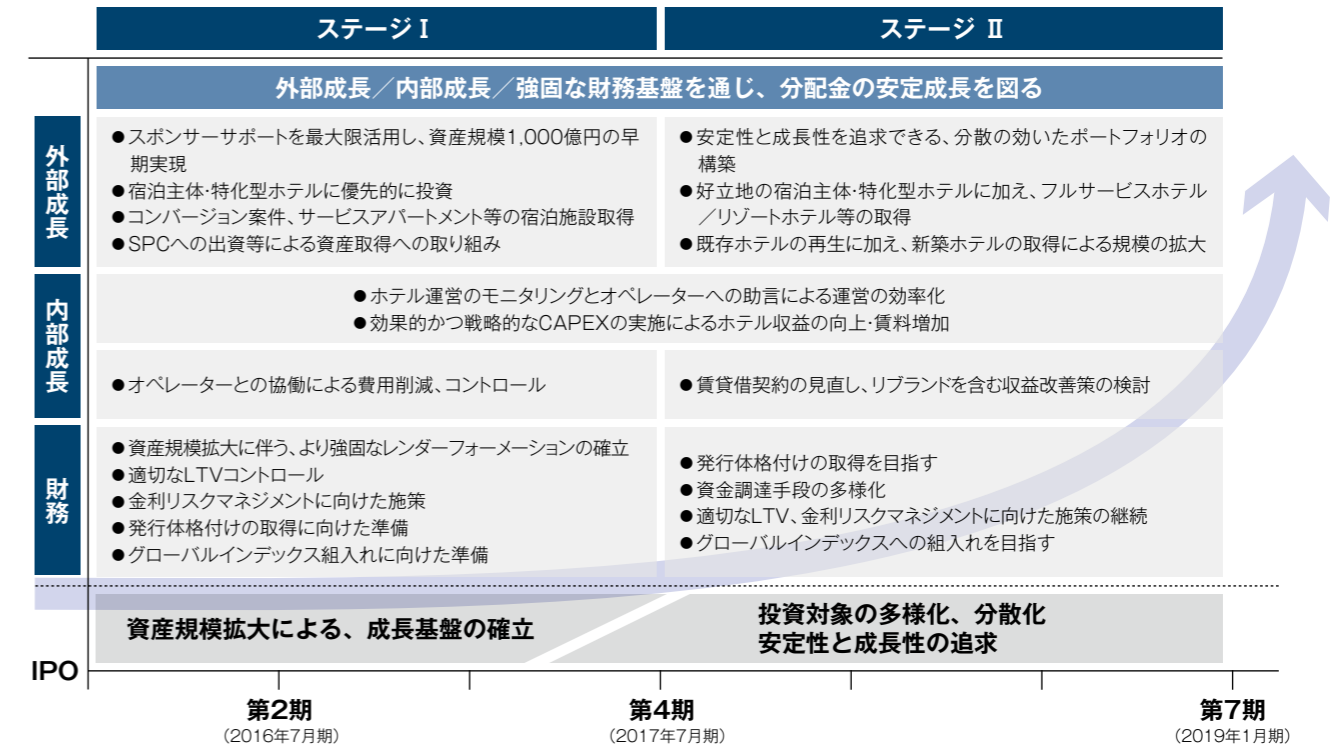 ステージ Ⅰ
ステージ Ⅱ
外部成長／内部成長／強固な財務基盤を通じ、分配金の安定成長を図る
外部成長
●スポンサーサポートを最大限活用し、資産規模1,000億円の早
期実現
●宿泊主体・特化型ホテルに優先的に投資
●コンバージョン案件、サービスアパートメント等の宿泊施設取得
●SPCへの出資等による資産取得への取り組み
●安定性と成長性を追求できる、分散の効いたポートフォリオの
構築
●好立地の宿泊主体・特化型ホテルに加え、フルサービスホテル
／リゾートホテル等の取得
●既存ホテルの再生に加え、新築ホテルの取得による規模の拡大
内部成長
●ホテル運営のモニタリングとオペレーターへの助言による運営の効率化
●効果的かつ戦略的なCAPEXの実施によるホテル収益の向上・賃料増加
●オペレーターとの協働による費用削減、コントロール
●賃貸借契約の見直し、リブランドを含む収益改善策の検討
財務
●資産規模拡大に伴う、より強固なレンダーフォーメーションの確立
●適切なLTVコントロール
●金利リスクマネジメントに向けた施策
●発行体格付けの取得に向けた準備
●グローバルインデックス組入れに向けた準備
●発行体格付けの取得を目指す
●資金調達手段の多様化
●適切なLTV、金利リスクマネジメントに向けた施策の継続
●グローバルインデックスへの組入れを目指す
資産規模拡大による、成長基盤の確立
投資対象の多様化、分散化
安定性と成長性の追求
IPO
第2期
（2016年7月期）
第4期
（2017年7月期）
第7期
（2019年1月期）